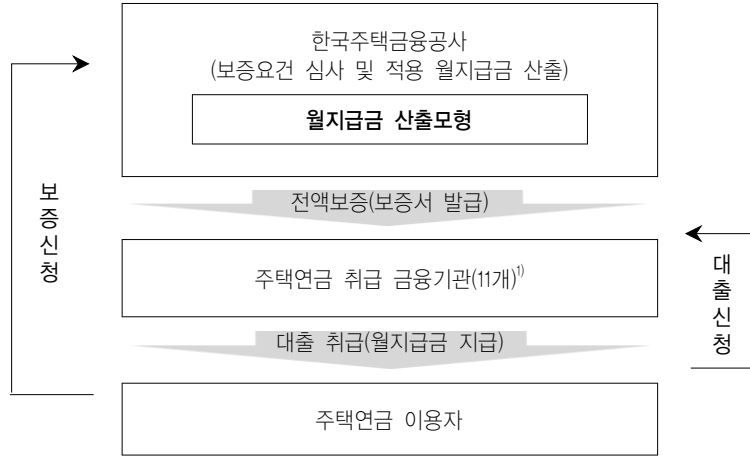 한국주택금융공사
(보증요건 심사 및 적용 월지급금 산출)
월지급금 산출모형
보증신청
전액보증(보증서 발급)
주택연금 취급 금융기관(11개)¹⁾
대출신청
대출 취급(월지급금 지급)
주택연금 이용자